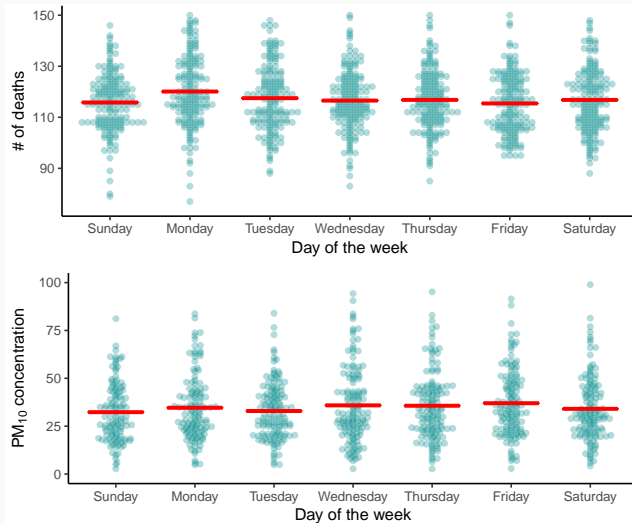 150
130
110
90
# of deaths
Sunday Monday Tuesday Wednesday Thursday Friday Saturday
Day of the week
100
75
50
25
0
PM10 concentration
Sunday Monday Tuesday Wednesday Thursday Friday Saturday
Day of the week